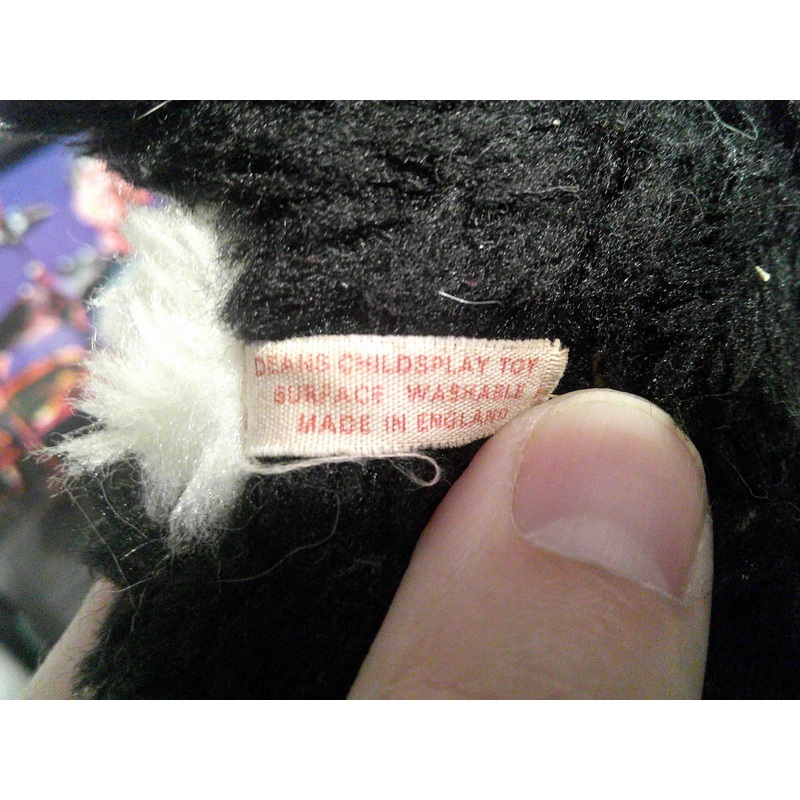 DEANS CHILDSPLAY TOY
SURFACE WASHABLE
MADE IN ENGLAND